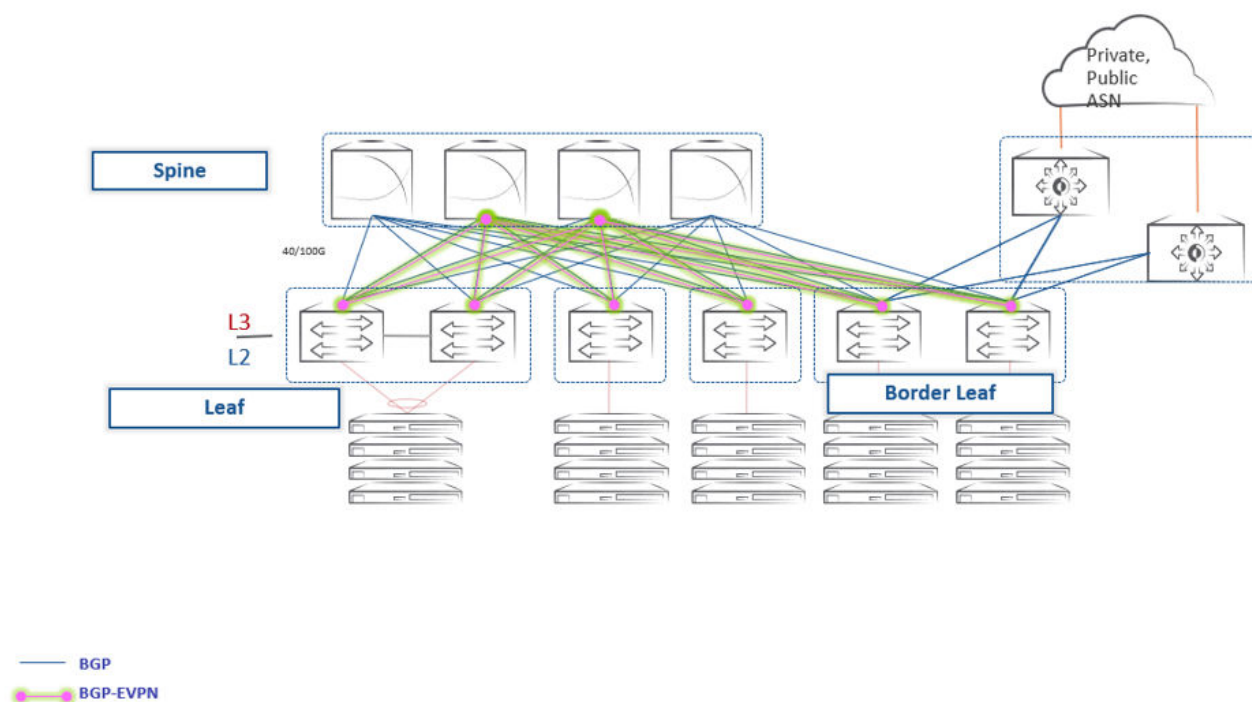 Private,
Public
ASN
Spine
40/100G
L3
L2
Leaf
Border Leaf
BGP
BGP-EVPN